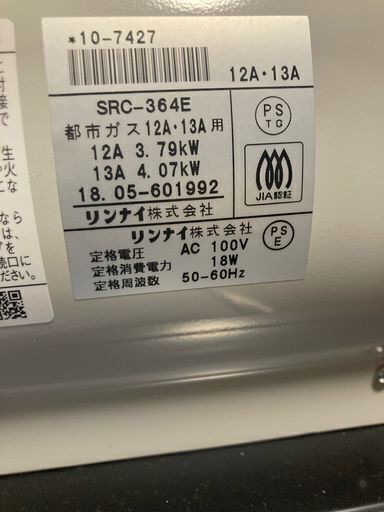 *10-7427
12A・13A
SRC-364E
都市ガス12A・13A用
12A 3.79kW
13A 4.07kW
18.05-601992
リンナイ株式会社
PS
TG
JIA認証
リンナイ株式会社
定格電圧 AC 100V
定格消費電力 18W
定格周波数 50-60Hz
PS
E